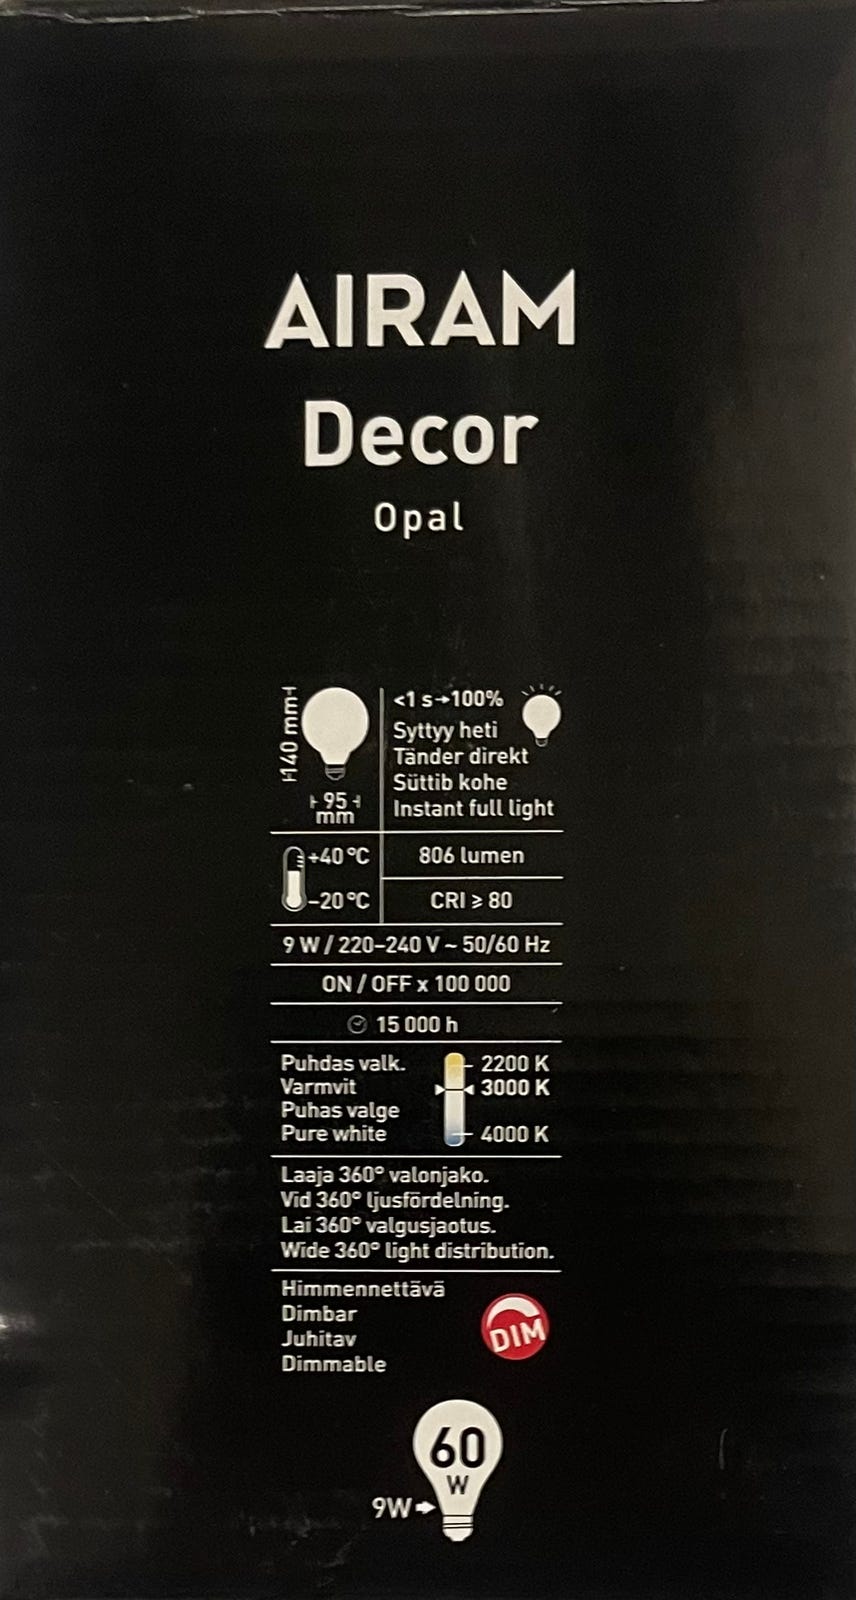 AIRAM
Decor
Opal
140 mm
95
mm
<1 s→100%
Syttyy heti
Tänder direkt
Süttib kohe
Instant full light
+40 °C
-20 °C
806 lumen
CRI ≥ 80
9 W / 220–240 V ~ 50/60 Hz
ON / OFF x 100 000
15 000 h
Puhdas valk.
Varmvit
Puhas valge
Pure white
2200 K
3000 K
4000 K
Laaja 360° valonjako.
Vid 360° ljusfördelning.
Lai 360° valgusjaotus.
Wide 360° light distribution.
Himmennettävä
Dimbar
Juhitav
Dimmable
DIM
60
W
9W